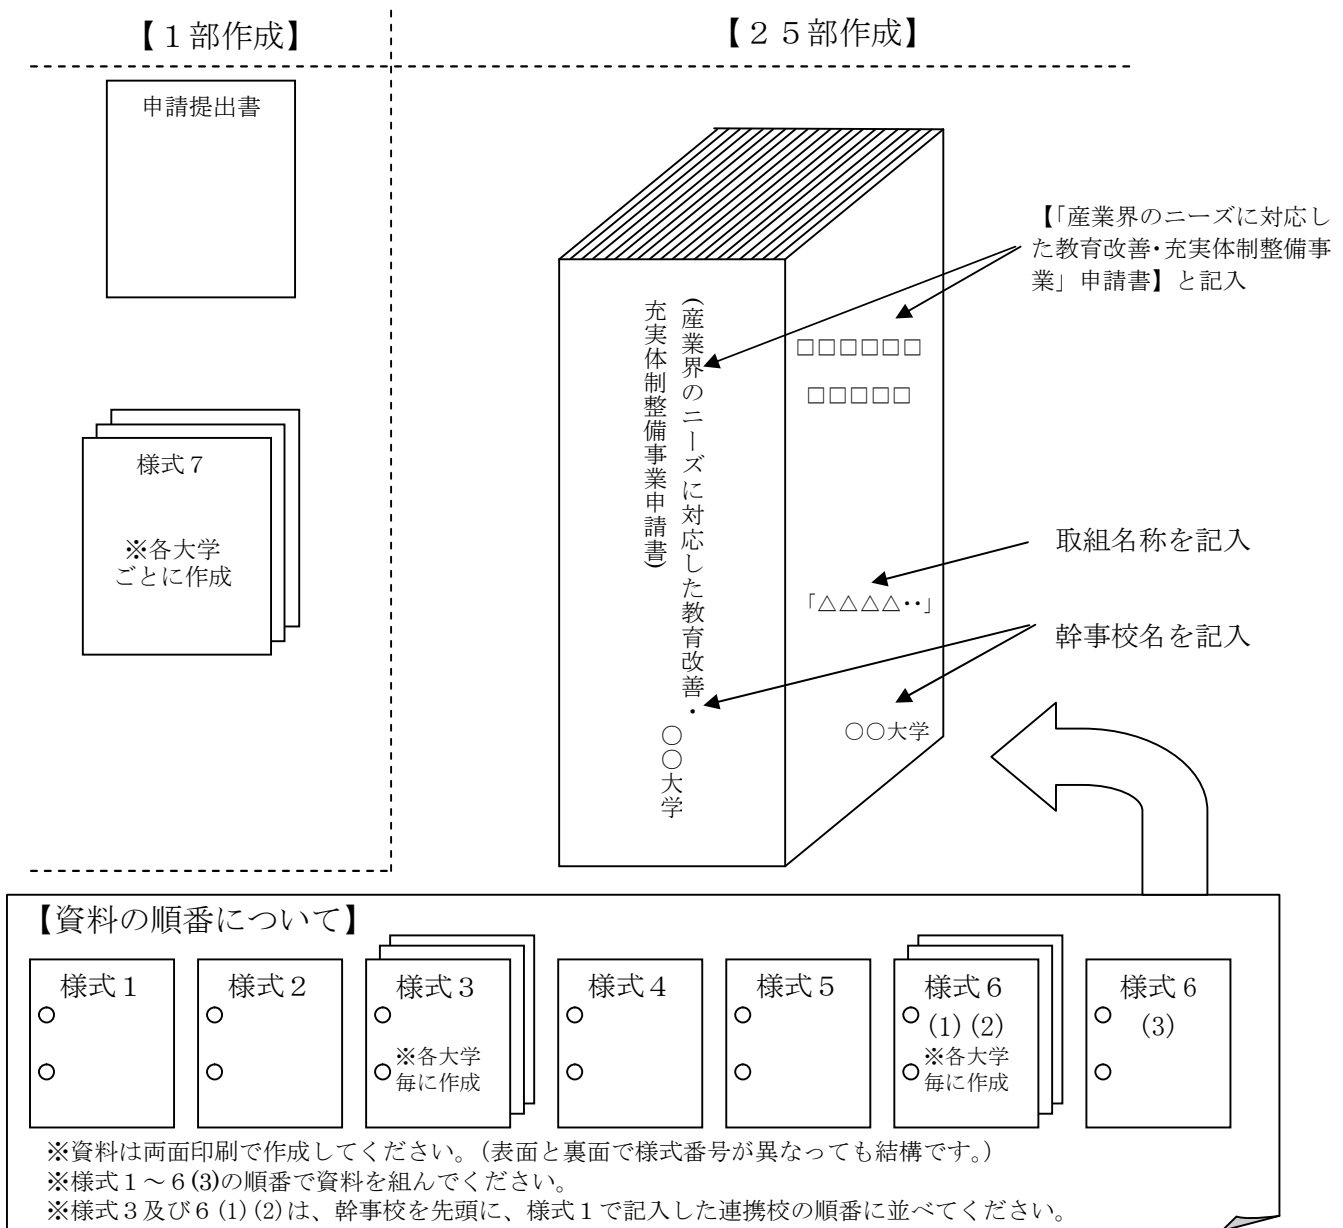 【１部作成】
【２５部作成】
申請提出書
様式７
※各大学
ごとに作成
(産業界のニーズに対応した教育改善・
充実体制整備事業申請書)
○○大学
□□□□□□
□□□□□
「△△△△･･」
○○大学
【「産業界のニーズに対応し
た教育改善・充実体制整備事
業」申請書】と記入
取組名称を記入
幹事校名を記入
【資料の順番について】
様式１
様式２
様式３
※各大学
毎に作成
様式４
様式５
様式６
(1)(2)
※各大学
毎に作成
様式６
(3)
※資料は両面印刷で作成してください。（表面と裏面で様式番号が異なっても結構です。）
※様式１～６(3)の順番で資料を組んでください。
※様式３及び６(1)(2)は、幹事校を先頭に、様式１で記入した連携校の順番に並べてください。